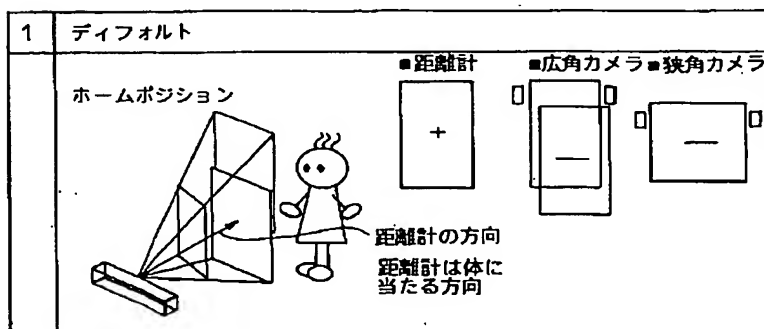 1 ディフォルト
■距離計 ■広角カメラ ■狭角カメラ
ホームポジション
距離計の方向
距離計は体に
当たる方向